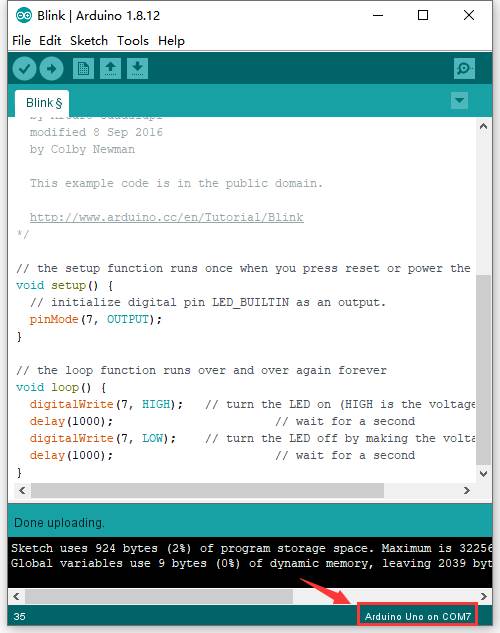 Blink | Arduino 1.8.12
File Edit Sketch Tools Help
Blink §
modified 8 Sep 2016
by Colby Newman
This example code is in the public domain.
http://www.arduino.cc/en/Tutorial/Blink
*/
// the setup function runs once when you press reset or power the
void setup() {
// initialize digital pin LED_BUILTIN as an output.
pinMode(7, OUTPUT);
}
// the loop function runs over and over again forever
void loop() {
digitalWrite(7, HIGH);   // turn the LED on (HIGH is the voltage
delay(1000);                       // wait for a second
digitalWrite(7, LOW);    // turn the LED off by making the volta
delay(1000);                       // wait for a second
}
Done uploading.
Sketch uses 924 bytes (2%) of program storage space. Maximum is 32256
Global variables use 9 bytes (0%) of dynamic memory, leaving 2039 byt
35
Arduino Uno on COM7